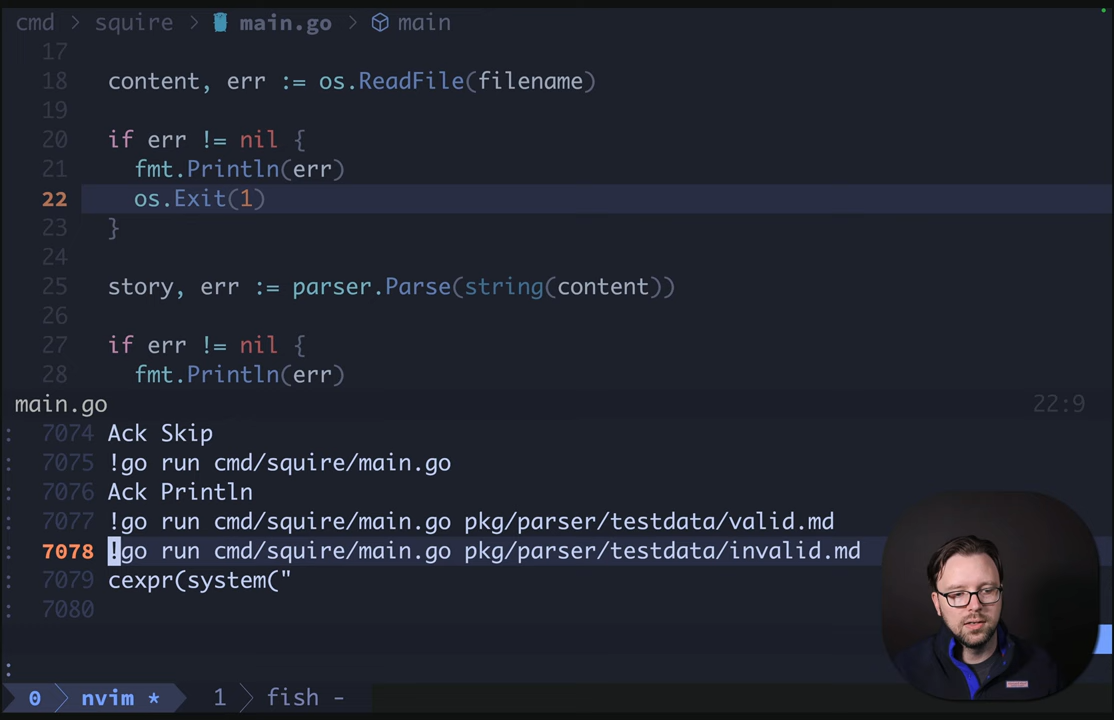 cmd > squire > main.go > main
17
18 content, err := os.ReadFile(filename)
19
20 if err != nil {
21 fmt.Println(err)
22 os.Exit(1)
23 }
24
25 story, err := parser.Parse(string(content))
26
27 if err != nil {
28 fmt.Println(err)
main.go 22:9
: 7074 Ack Skip
: 7075 !go run cmd/squire/main.go
: 7076 Ack Println
: 7077 !go run cmd/squire/main.go pkg/parser/testdata/valid.md
: 7078 !go run cmd/squire/main.go pkg/parser/testdata/invalid.md
: 7079 cexpr(system("
: 7080
:
0 nvim * 1 fish -